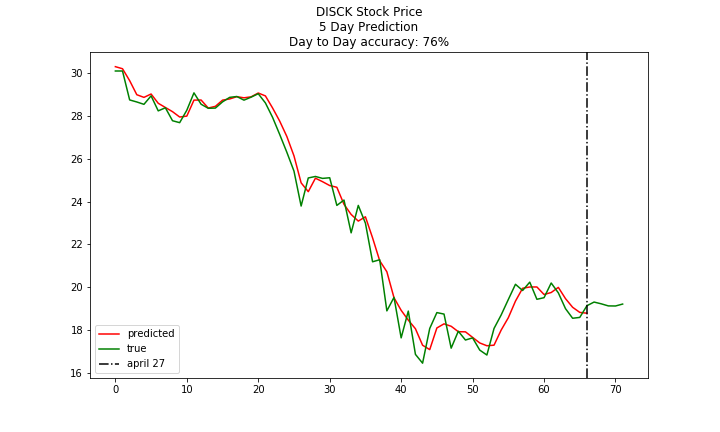 DISCK Stock Price
5 Day Prediction
Day to Day accuracy: 76%
30
28
26
24
22
20
18
16
predicted
true
april 27
0 10 20 30 40 50 60 70